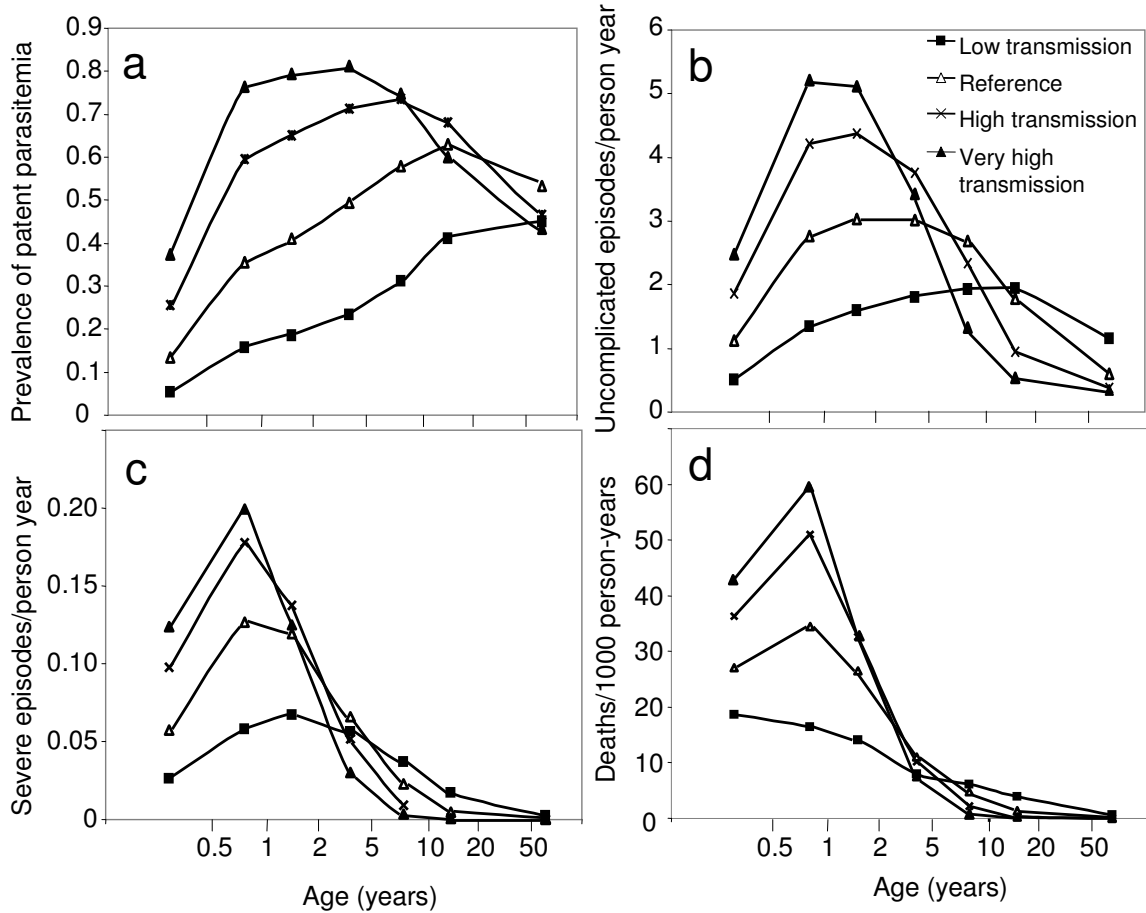 a
Prevalence of patent parasitemia
0.9
0.8
0.7
0.6
0.5
0.4
0.3
0.2
0.1
0
b
Uncomplicated episodes/person year
6
5
4
3
2
1
0
Low transmission
Reference
High transmission
Very high
transmission
c
Severe episodes/person year
0.20
0.15
0.10
0.05
0
0.5 1 2 5 10 20 50
Age (years)
d
Deaths/1000 person-years
60
50
40
30
20
10
0
0.5 1 2 5 10 20 50
Age (years)